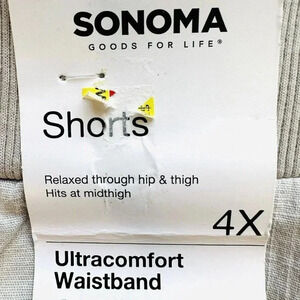 SONOMA
GOODS FOR LIFE®
Shorts
Relaxed through hip & thigh
Hits at midthigh
4X
Ultracomfort
Waistband